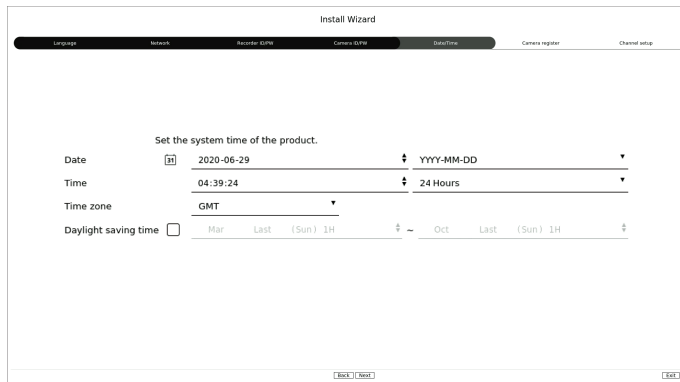 Install Wizard
Language Network Recorder ID/PW Camera ID/PW Date/Time Camera register Channel setup
Set the system time of the product.
Date 31 2020-06-29 YYYY-MM-DD
Time 04:39:24 24 Hours
Time zone GMT
Daylight saving time Mar Last (Sun) 1H ~ Oct Last (Sun) 1H
Back Next Exit